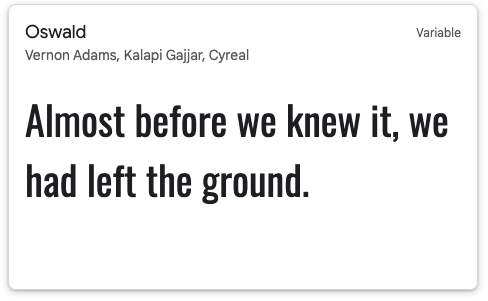 Oswald
Variable
Vernon Adams, Kalapi Gajjar, Cyreal
Almost before we knew it, we
had left the ground.